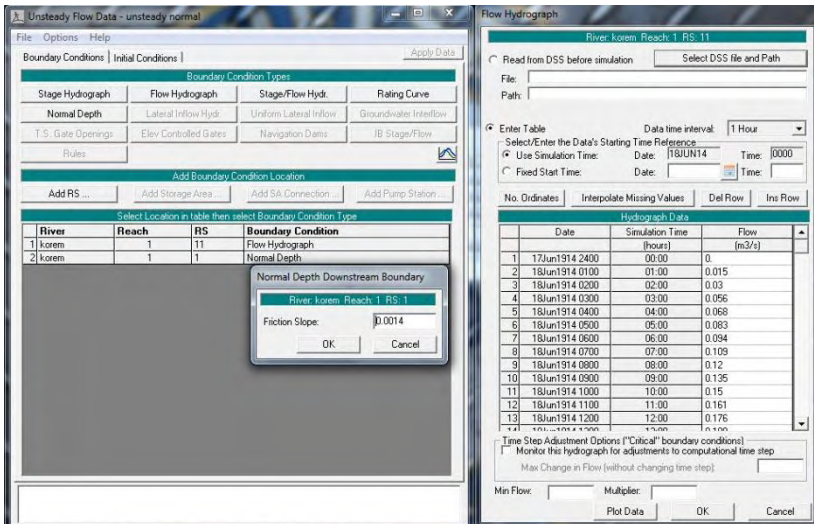 Unsteady Flow Data - unsteady normal
File Options Help
Boundary Conditions | Initial Conditions | Apply Data
Boundary Condition Types
Stage Hydrograph Flow Hydrograph Stage/Flow Hydr. Rating Curve
Normal Depth Lateral Inflow Hydr. Uniform Lateral Inflow Groundwater Interflow
T.S. Gate Openings Elev Controlled Gates Navigation Dams IB Stage/Flow
Rules
Add Boundary Condition Location
Add RS ... Add Storage Area ... Add SA Connection ... Add Pump Station ...
Select Location in table then select Boundary Condition Type
River Reach RS Boundary Condition
1 korem 1 11 Flow Hydrograph
2 korem 1 1 Normal Depth
Normal Depth Downstream Boundary
River: korem Reach: 1 RS: 1
Friction Slope: 0.0014
OK Cancel
Flow Hydrograph
River: korem Reach: 1 RS: 11
Read from DSS before simulation Select DSS file and Path
File:
Path:
Enter Table Data time interval: 1 Hour
Select/Enter the Data's Starting Time Reference
Use Simulation Time: Date: 18JUN14 Time: 0000
Fixed Start Time: Date: Time:
No. Ordinates Interpolate Missing Values Del Row Ins Row
Hydrograph Data
Date Simulation Time Flow
(hours) (m3/s)
1 17Jun1914 2400 00:00 0.
2 18Jun1914 0100 01:00 0.015
3 18Jun1914 0200 02:00 0.03
4 18Jun1914 0300 03:00 0.056
5 18Jun1914 0400 04:00 0.068
6 18Jun1914 0500 05:00 0.083
7 18Jun1914 0600 06:00 0.094
8 18Jun1914 0700 07:00 0.109
9 18Jun1914 0800 08:00 0.12
10 18Jun1914 0900 09:00 0.135
11 18Jun1914 1000 10:00 0.15
12 18Jun1914 1100 11:00 0.161
13 18Jun1914 1200 12:00 0.176
Time Step Adjustment Options ("Critical" boundary conditions)
Monitor this hydrograph for adjustments to computational time step
Max Change in Flow (without changing time step):
Min Flow: Multiplier:
Plot Data OK Cancel